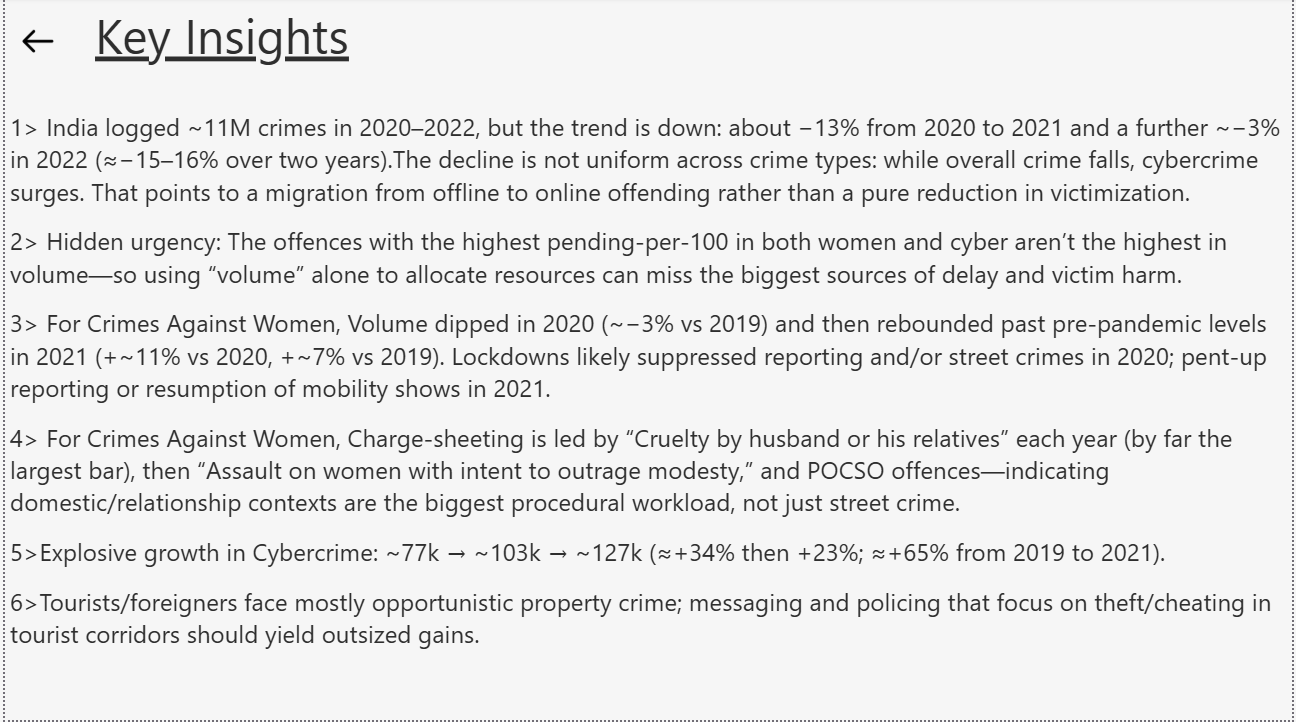 Key Insights
1> India logged ~11M crimes in 2020–2022, but the trend is down: about −13% from 2020 to 2021 and a further ~−3%
in 2022 (≈−15–16% over two years).The decline is not uniform across crime types: while overall crime falls, cybercrime
surges. That points to a migration from offline to online offending rather than a pure reduction in victimization.
2> Hidden urgency: The offences with the highest pending-per-100 in both women and cyber aren’t the highest in
volume—so using “volume” alone to allocate resources can miss the biggest sources of delay and victim harm.
3> For Crimes Against Women, Volume dipped in 2020 (~−3% vs 2019) and then rebounded past pre-pandemic levels
in 2021 (+~11% vs 2020, +~7% vs 2019). Lockdowns likely suppressed reporting and/or street crimes in 2020; pent-up
reporting or resumption of mobility shows in 2021.
4> For Crimes Against Women, Charge-sheeting is led by “Cruelty by husband or his relatives” each year (by far the
largest bar), then “Assault on women with intent to outrage modesty,” and POCSO offences—indicating
domestic/relationship contexts are the biggest procedural workload, not just street crime.
5>Explosive growth in Cybercrime: ~77k → ~103k → ~127k (≈+34% then +23%; ≈+65% from 2019 to 2021).
6>Tourists/foreigners face mostly opportunistic property crime; messaging and policing that focus on theft/cheating in
tourist corridors should yield outsized gains.